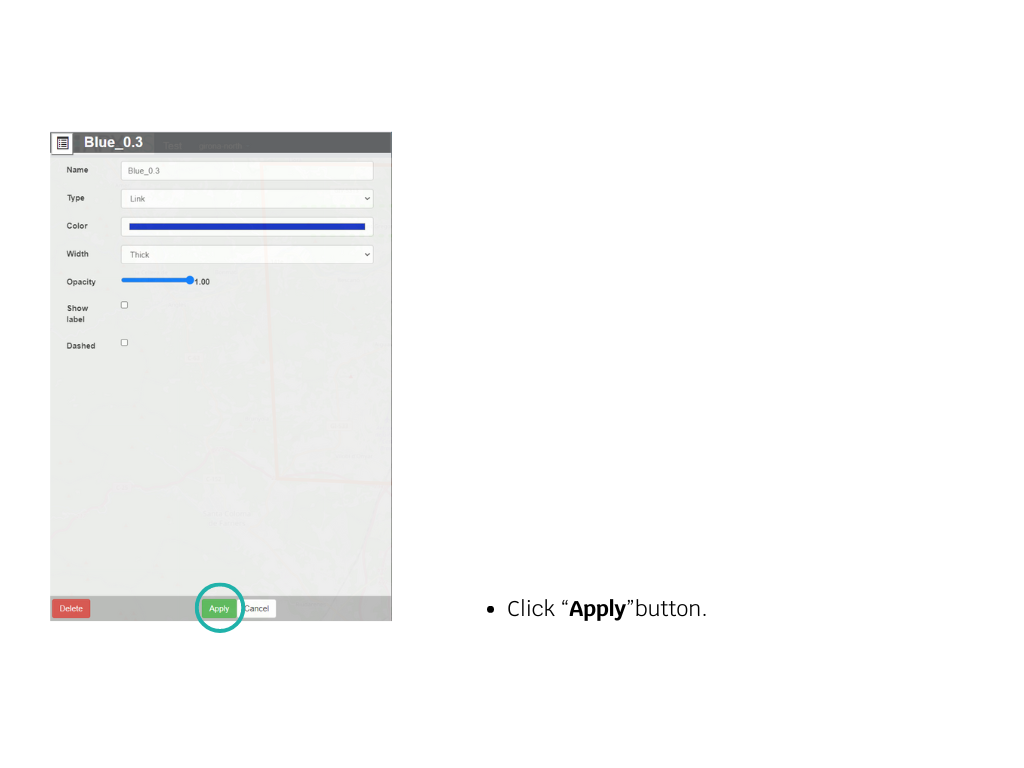 Blue_0.3
Name
Blue_0.3
Type
Link
Color
Width
Thick
Opacity
1.00
Show
label
Dashed
Delete
Apply
Cancel
• Click “Apply”button.